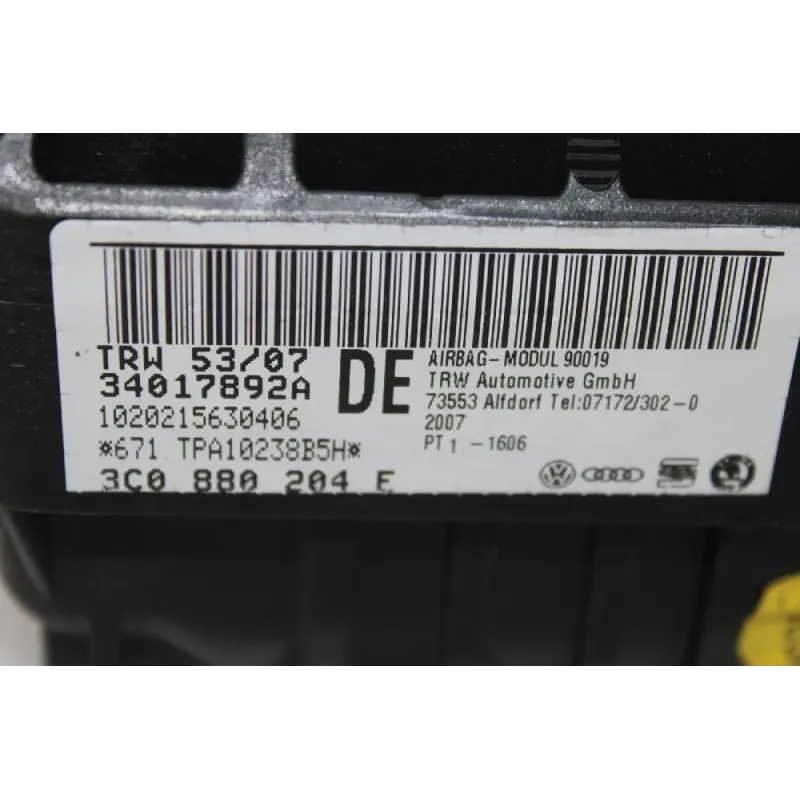 TRW 53/07
34017892A
1020215630406
*671 TPA10238B5H*
3C0 880 204 E
DE
AIRBAG-MODUL 90019
TRW Automotive GmbH
73553 Alfdorf Tel:07172/302-0
2007
PT 1 -1606